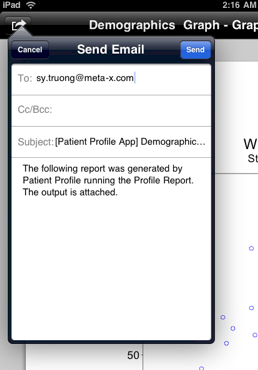 iPad 2:16 AM
Demographics Graph - Grap
Cancel Send Email Send
To: sy.truong@meta-x.com
Cc/Bcc:
Subject: [Patient Profile App] Demographic...
W
St
The following report was generated by
Patient Profile running the Profile Report.
The output is attached.
50